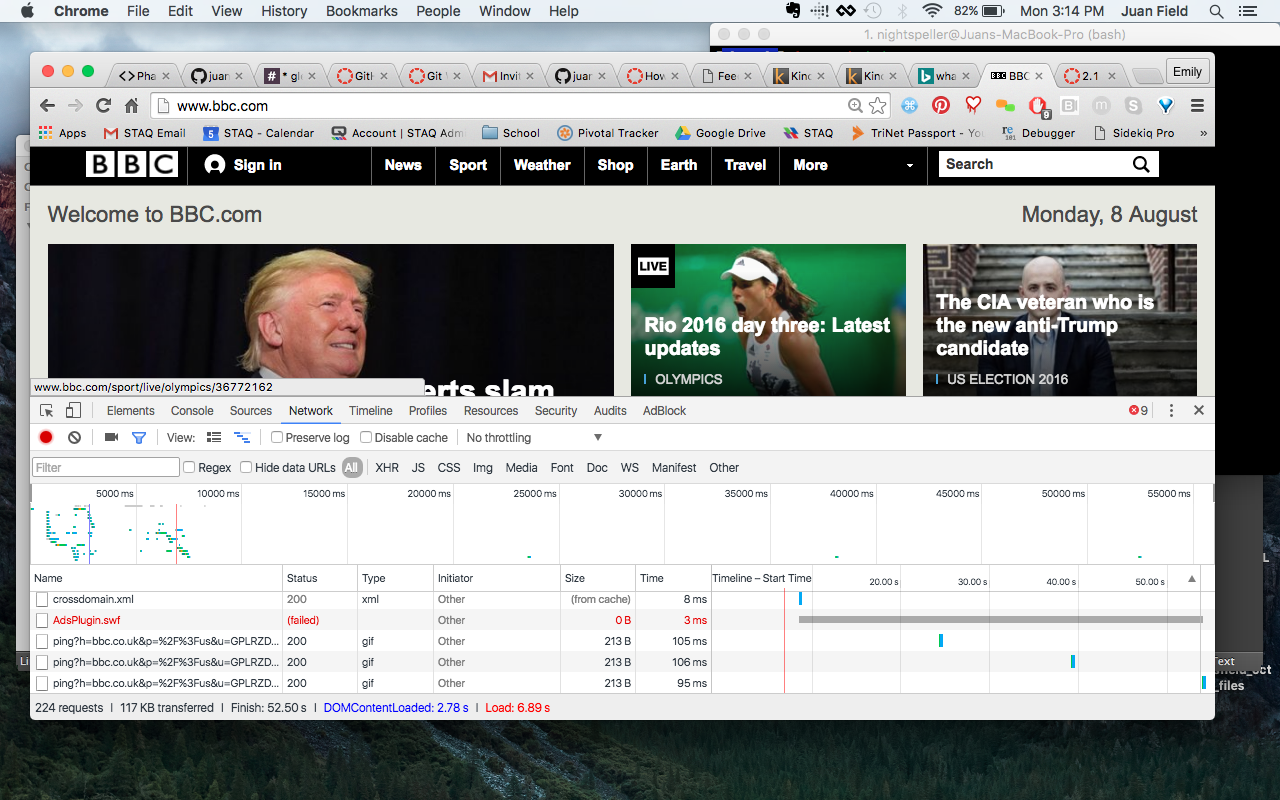 Chrome File Edit View History Bookmarks People Window Help 82% Mon 3:14 PM Juan Field
1. nightspeller@Juans-MacBook-Pro (bash)
Pha juan GitH Git Invit juan How Fee Kinc Kinc wha BBC 2.1 Emily
www.bbc.com
9
Apps STAQ Email 5 STAQ - Calendar Account | STAQ Adm School Pivotal Tracker Google Drive STAQ TriNet Passport - Yo re 101 Debugger Sidekiq Pro »
BBC Sign in News Sport Weather Shop Earth Travel More Search
Welcome to BBC.com Monday, 8 August
LIVE
Rio 2016 day three: Latest updates
OLYMPICS
The CIA veteran who is
the new anti-Trump
candidate
US ELECTION 2016
erts slam
www.bbc.com/sport/live/olympics/36772162
Elements Console Sources Network Timeline Profiles Resources Security Audits AdBlock 9
View: Preserve log Disable cache No throttling
Filter Regex Hide data URLs All XHR JS CSS Img Media Font Doc WS Manifest Other
5000 ms 10000 ms 15000 ms 20000 ms 25000 ms 30000 ms 35000 ms 40000 ms 45000 ms 50000 ms 55000 ms
Name Status Type Initiator Size Time Timeline – Start Time 20.00 s 30.00 s 40.00 s 50.00 s
crossdomain.xml 200 xml Other (from cache) 8 ms
AdsPlugin.swf (failed) Other 0 B 3 ms
ping?h=bbc.co.uk&p=%2F%3Fus&u=GPLRZD... 200 gif Other 213 B 105 ms
ping?h=bbc.co.uk&p=%2F%3Fus&u=GPLRZD... 200 gif Other 213 B 106 ms
ping?h=bbc.co.uk&p=%2F%3Fus&u=GPLRZD... 200 gif Other 213 B 95 ms
224 requests | 117 KB transferred | Finish: 52.50 s | DOMContentLoaded: 2.78 s | Load: 6.89 s
Text
_files